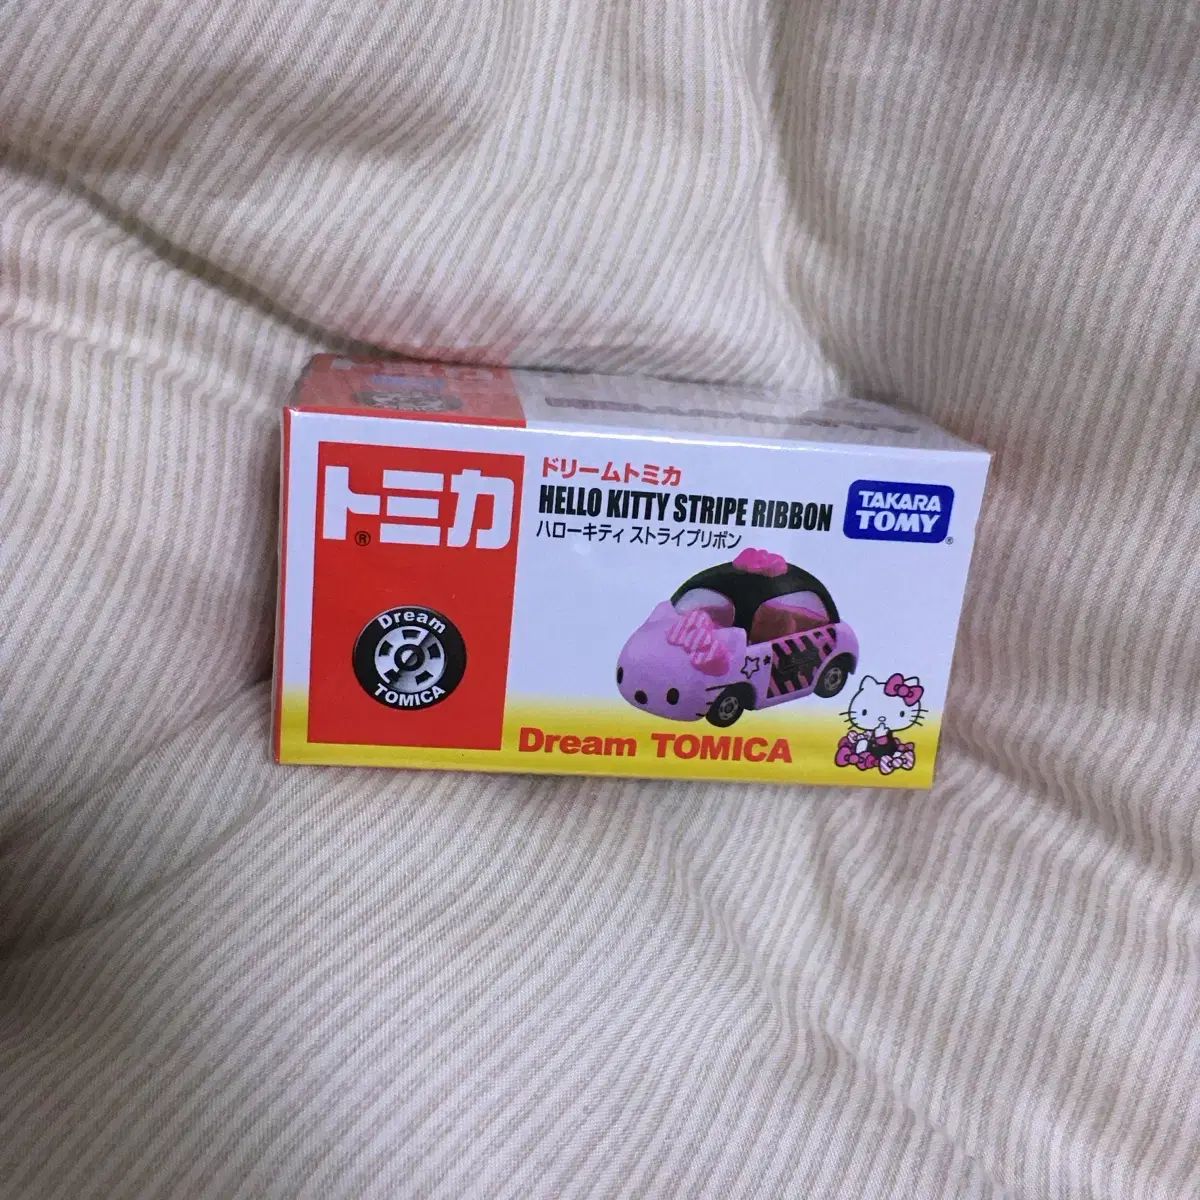 トミカ
®
Dream
TOMICA
ドリームトミカ
HELLO KITTY STRIPE RIBBON
ハローキティ ストライプリボン
TAKARA
TOMY®
Dream TOMICA